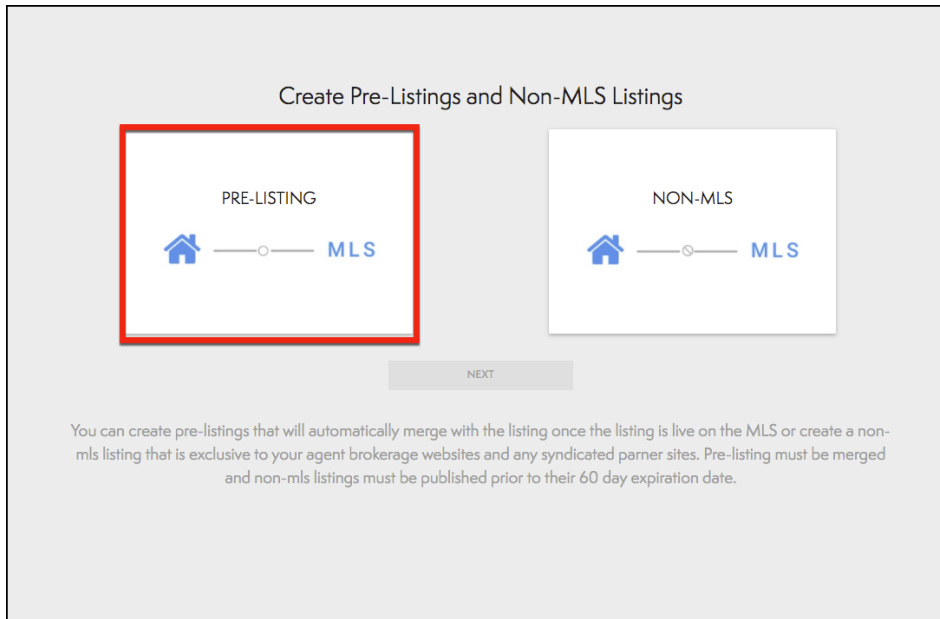 Create Pre-Listings and Non-MLS Listings
PRE-LISTING
MLS
NON-MLS
MLS
NEXT
You can create pre-listings that will automatically merge with the listing once the listing is live on the MLS or create a non-
mls listing that is exclusive to your agent brokerage websites and any syndicated parner sites. Pre-listing must be merged
and non-mls listings must be published prior to their 60 day expiration date.